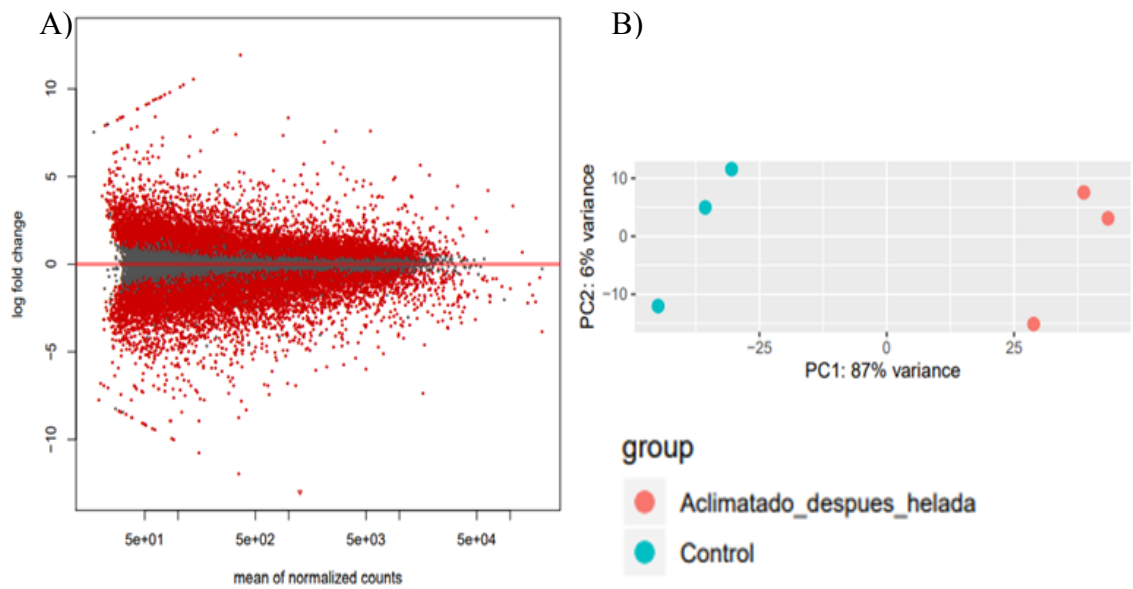 A)
B)
10
5
0
−5
−10
log fold change
5e+01
5e+02
5e+03
5e+04
mean of normalized counts
PC2: 6% variance
10
0
−10
−25
0
25
PC1: 87% variance
group
Aclimatado_despues_helada
Control